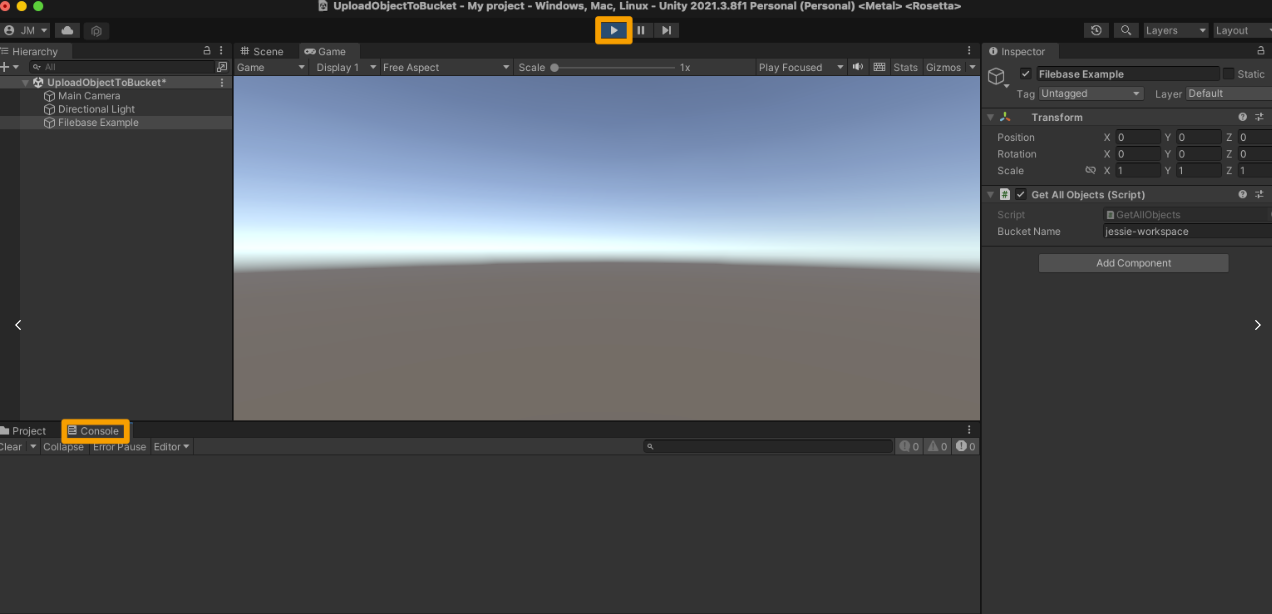 UploadObjectToBucket - My project - Windows, Mac, Linux - Unity 2021.3.8f1 Personal (Personal) <Metal> <Rosetta>
JM Layers Layout
Hierarchy Scene Game Inspector
All Game Display 1 Free Aspect Scale 1x Play Focused Stats Gizmos
UploadObjectToBucket*
Main Camera
Directional Light
Filebase Example
Filebase Example Static
Tag Untagged Layer Default
Transform
Position X 0 Y 0 Z 0
Rotation X 0 Y 0 Z 0
Scale X 1 Y 1 Z 1
# Get All Objects (Script)
Script GetAllObjects
Bucket Name jessie-workspace
Add Component
Project Console
Clear Collapse Error Pause Editor 0 0 0